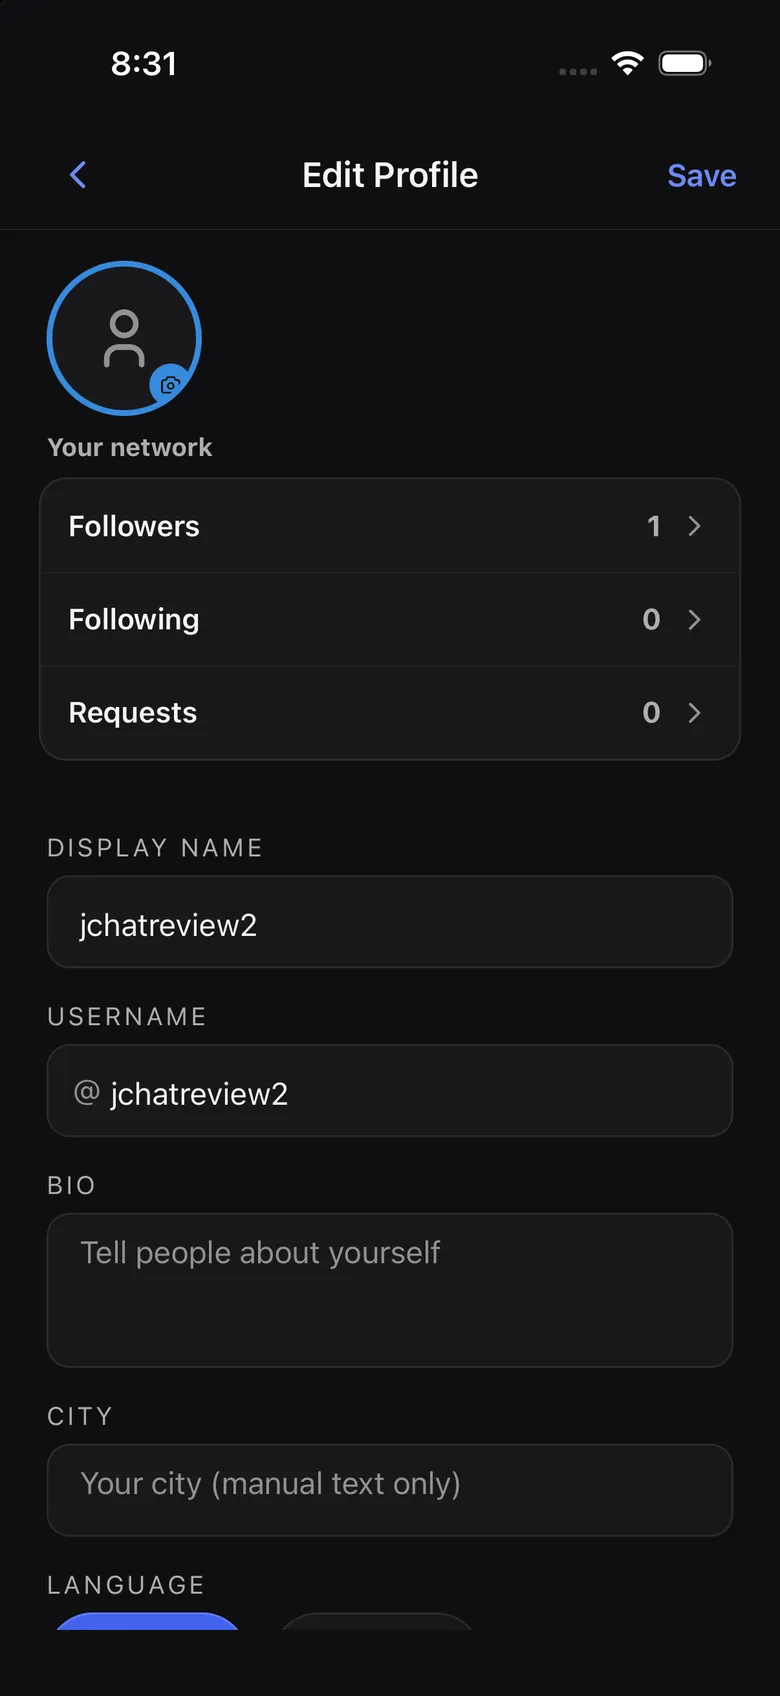 8:31
Edit Profile
Save
Your network
Followers 1
Following 0
Requests 0
DISPLAY NAME
jchatreview2
USERNAME
@ jchatreview2
BIO
Tell people about yourself
CITY
Your city (manual text only)
LANGUAGE